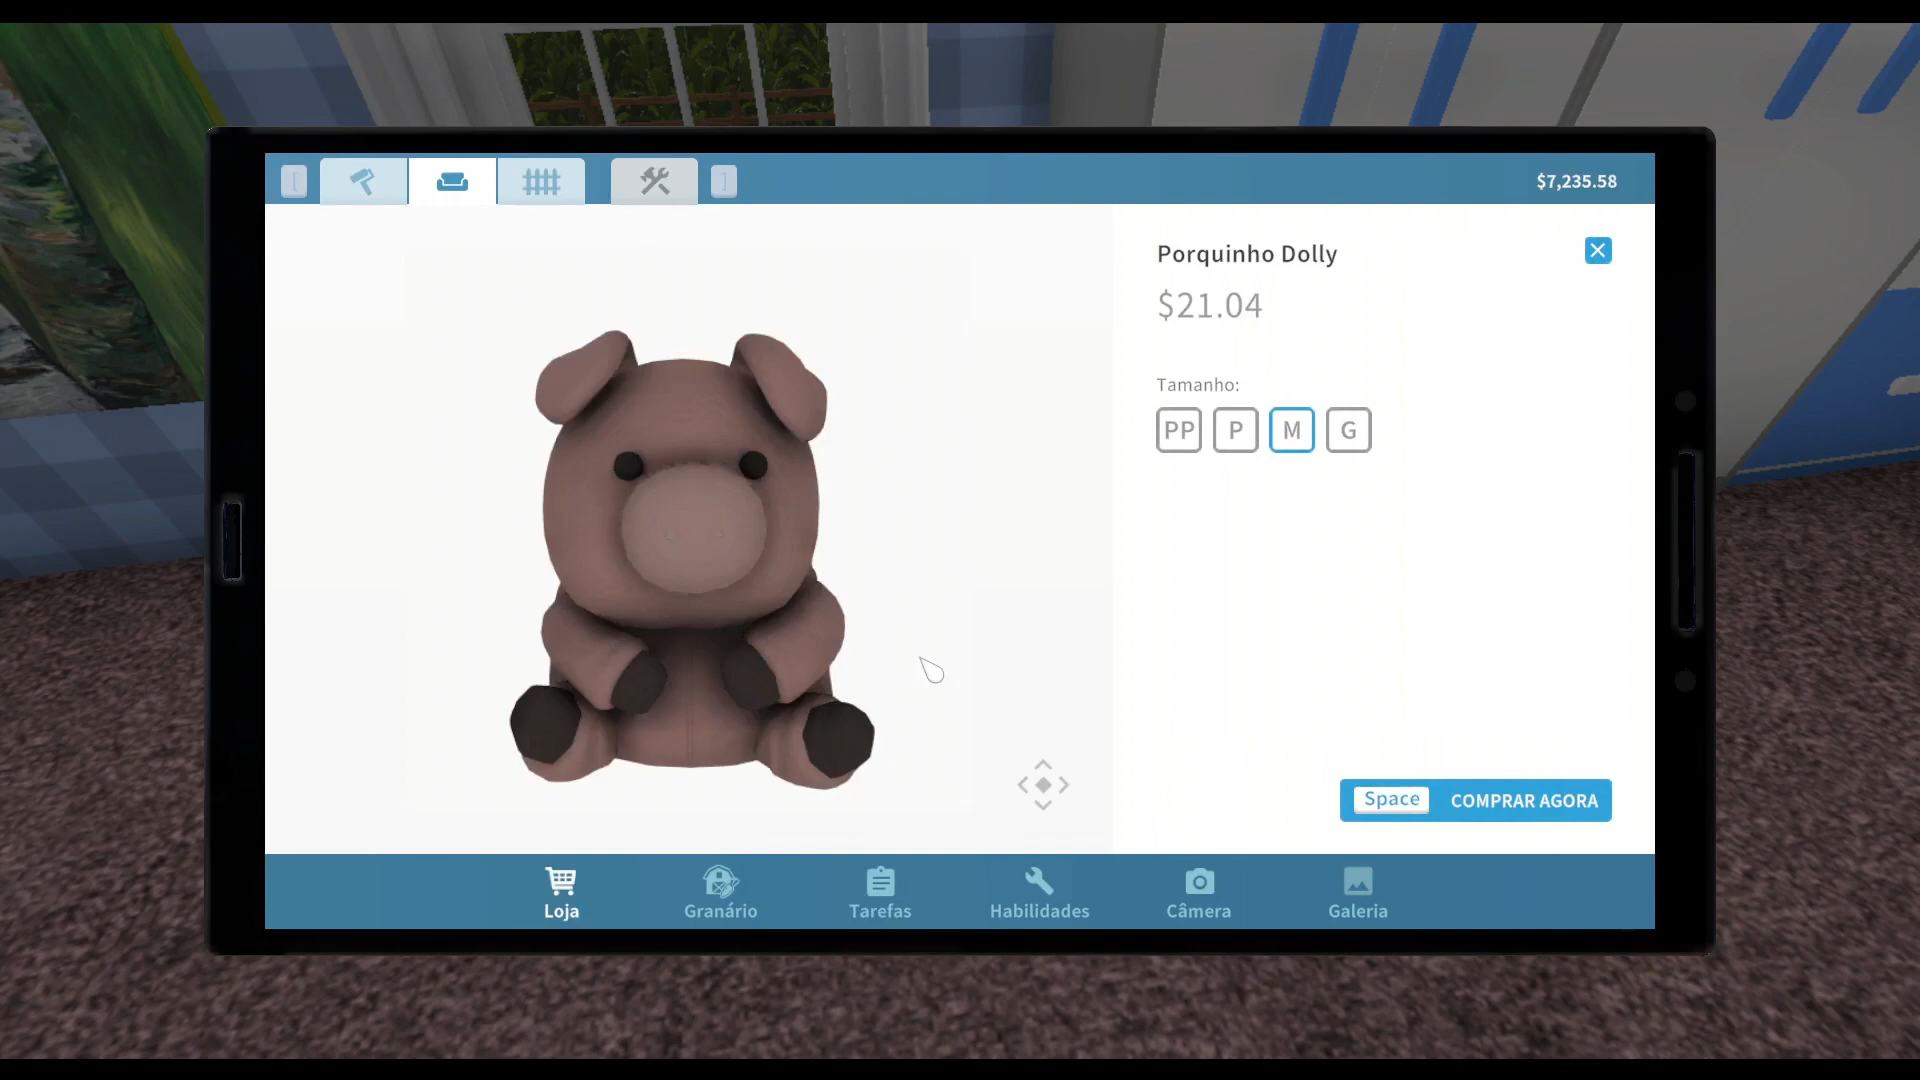 [
]
$7,235.58
Porquinho Dolly
$21.04
Tamanho:
PP P M G
Space COMPRAR AGORA
Loja Granário Tarefas Habilidades Câmera Galeria